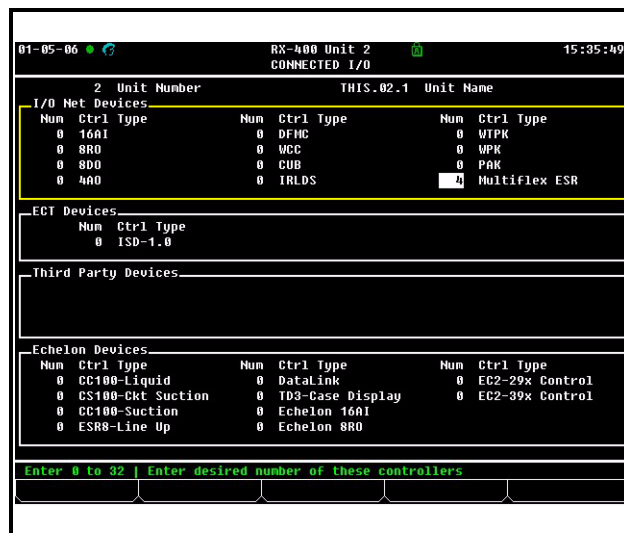 01-05-06 RX-400 Unit 2 15:35:49
CONNECTED I/O
2 Unit Number THIS.02.1 Unit Name
I/O Net Devices
Num Ctrl Type Num Ctrl Type Num Ctrl Type
0 16AI 0 DFMC 0 WTPK
0 8RO 0 WCC 0 WPK
0 8DO 0 CUB 0 PAK
0 4AO 0 IRLDS 4 Multiflex ESR
ECT Devices
Num Ctrl Type
0 ISD-1.0
Third Party Devices
Echelon Devices
Num Ctrl Type Num Ctrl Type Num Ctrl Type
0 CC100-Liquid 0 DataLink 0 EC2-29x Control
0 CS100-Ckt Suction 0 TD3-Case Display 0 EC2-39x Control
0 CC100-Suction 0 Echelon 16AI
0 ESR8-Line Up 0 Echelon 8RO
Enter 0 to 32 | Enter desired number of these controllers